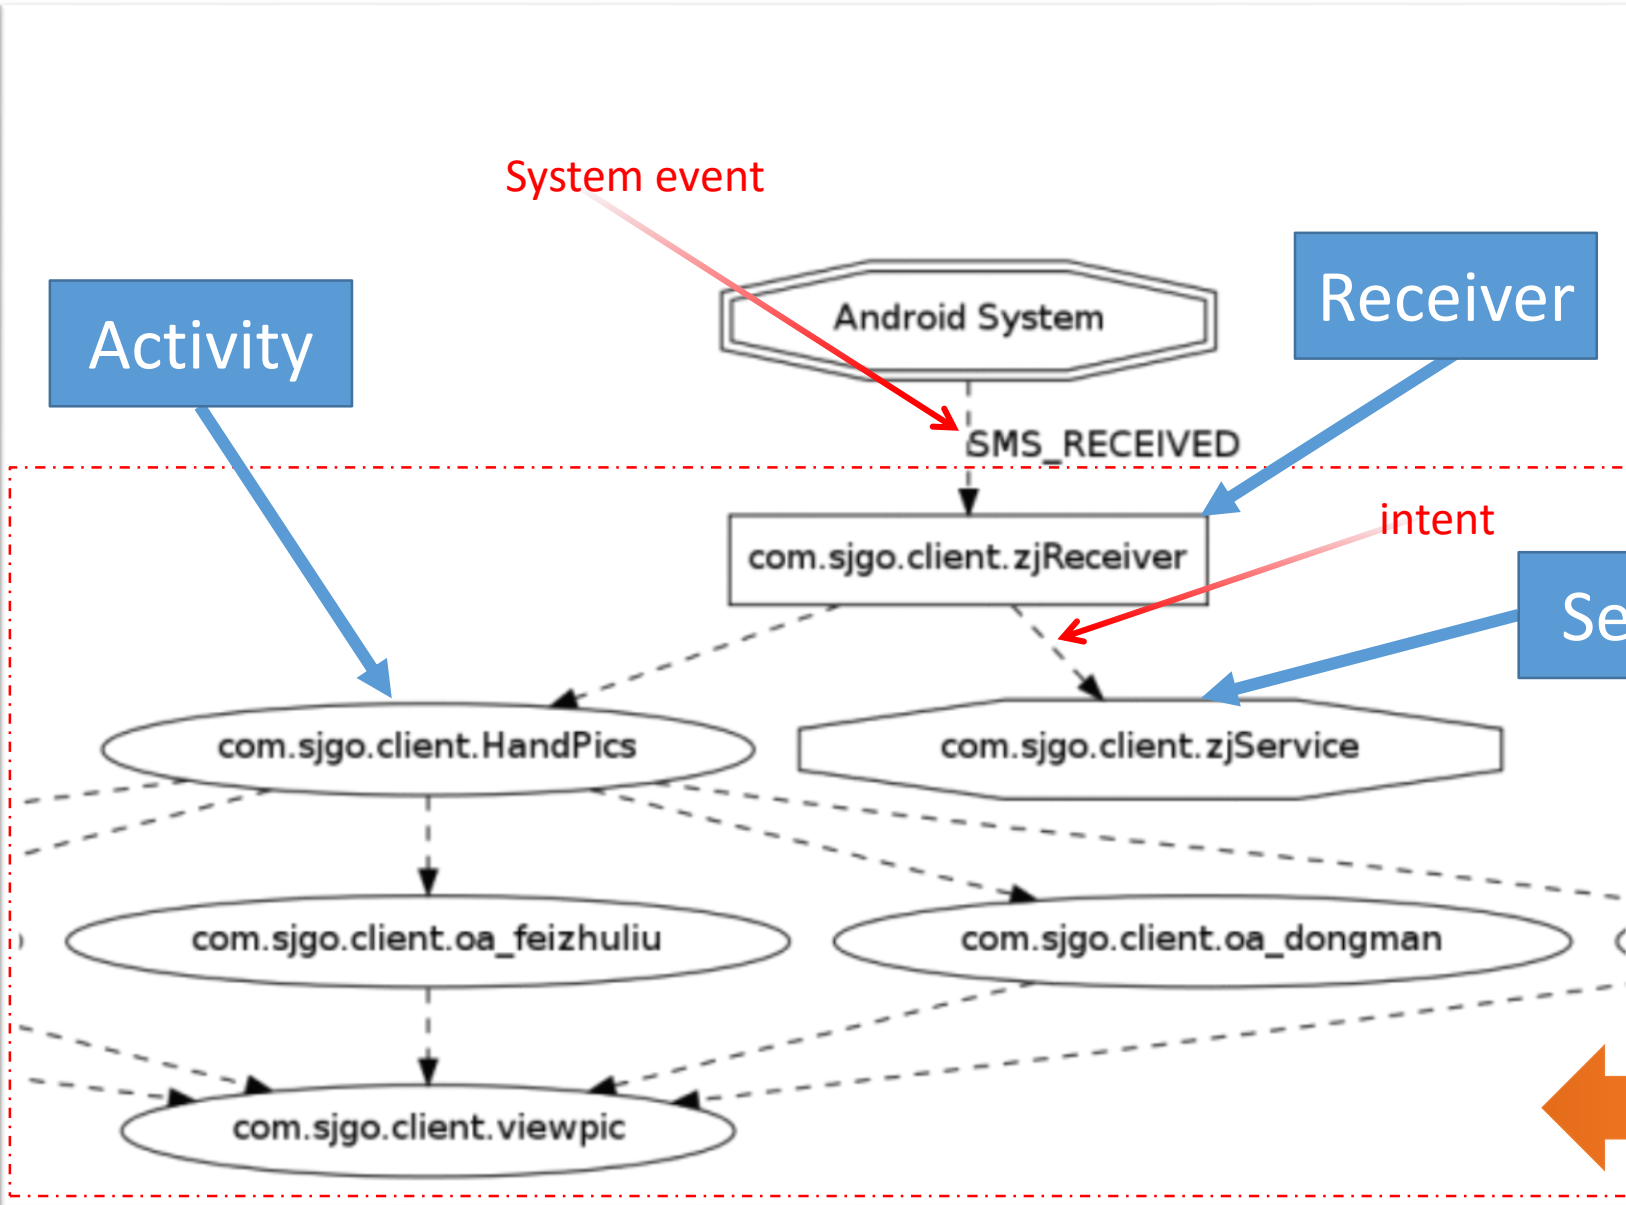 System event
Receiver
Activity
Android System
SMS_RECEIVED
intent
com.sjgo.client.zjReceiver
Se
com.sjgo.client.HandPics
com.sjgo.client.zjService
com.sjgo.client.oa_feizhuliu
com.sjgo.client.oa_dongman
com.sjgo.client.viewpic